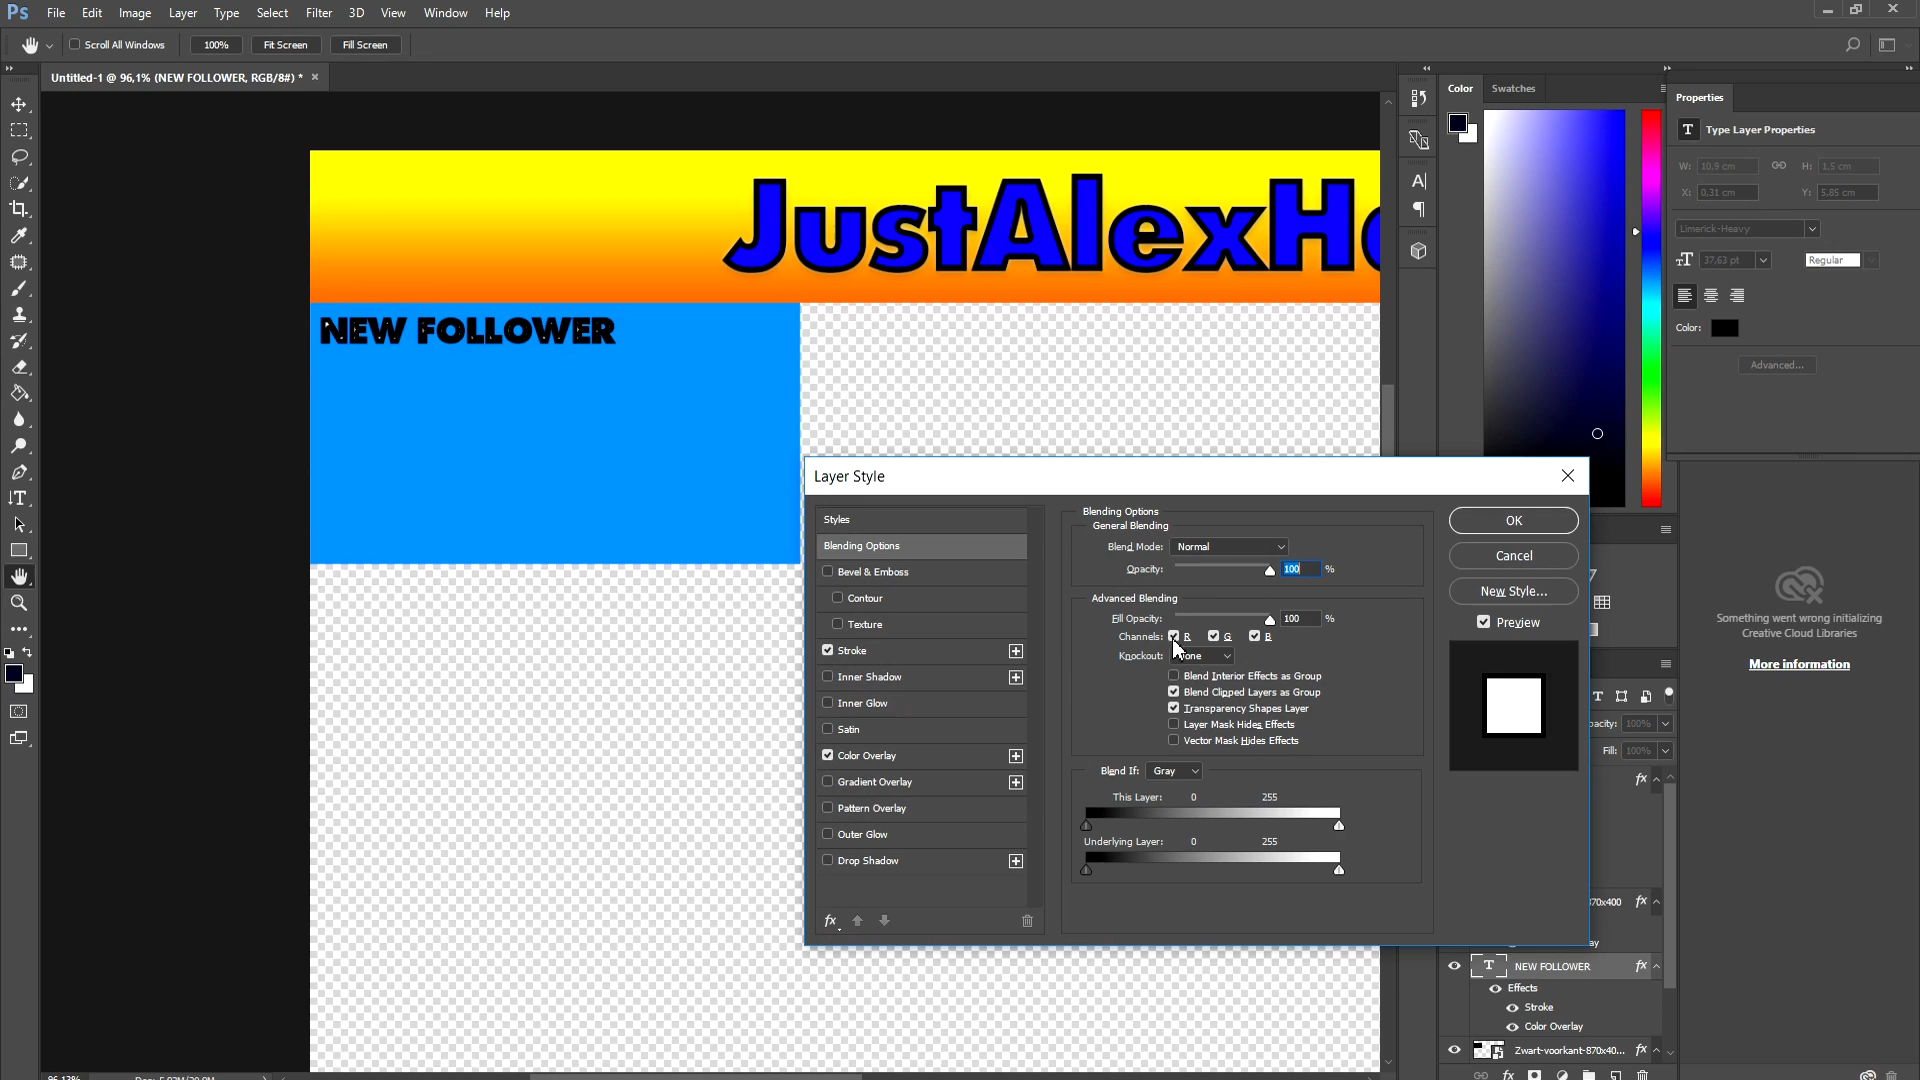 Ps File Edit Image Layer Type Select Filter 3D View Window Help
Scroll All Windows 100% Fit Screen Fill Screen
Untitled-1 @ 96,1% (NEW FOLLOWER, RGB/8#) * ×
JustAlexH
NEW FOLLOWER
Color Swatches
Properties
T Type Layer Properties
W: 10,9 cm H: 1,5 cm
X: 0,31 cm Y: 5,85 cm
Limerick-Heavy
37,63 pt Regular
Color:
Advanced...
Layer Style
Styles
Blending Options
Bevel & Emboss
Contour
Texture
Stroke
Inner Shadow
Inner Glow
Satin
Color Overlay
Gradient Overlay
Pattern Overlay
Outer Glow
Drop Shadow
fx
Blending Options
General Blending
Blend Mode: Normal
Opacity: 100 %
Advanced Blending
Fill Opacity: 100 %
Channels: R G B
Knockout:
Blend Interior Effects as Group
Blend Clipped Layers as Group
Transparency Shapes Layer
Layer Mask Hides Effects
Vector Mask Hides Effects
Blend If: Gray
This Layer: 0 255
Underlying Layer: 0 255
OK
Cancel
New Style...
Preview
Something went wrong initializing
Creative Cloud Libraries
More information
100%
Fill: 100%
fx
fx
T NEW FOLLOWER fx
Effects
Stroke
Color Overlay
Zwart-voorkant-870x40... fx